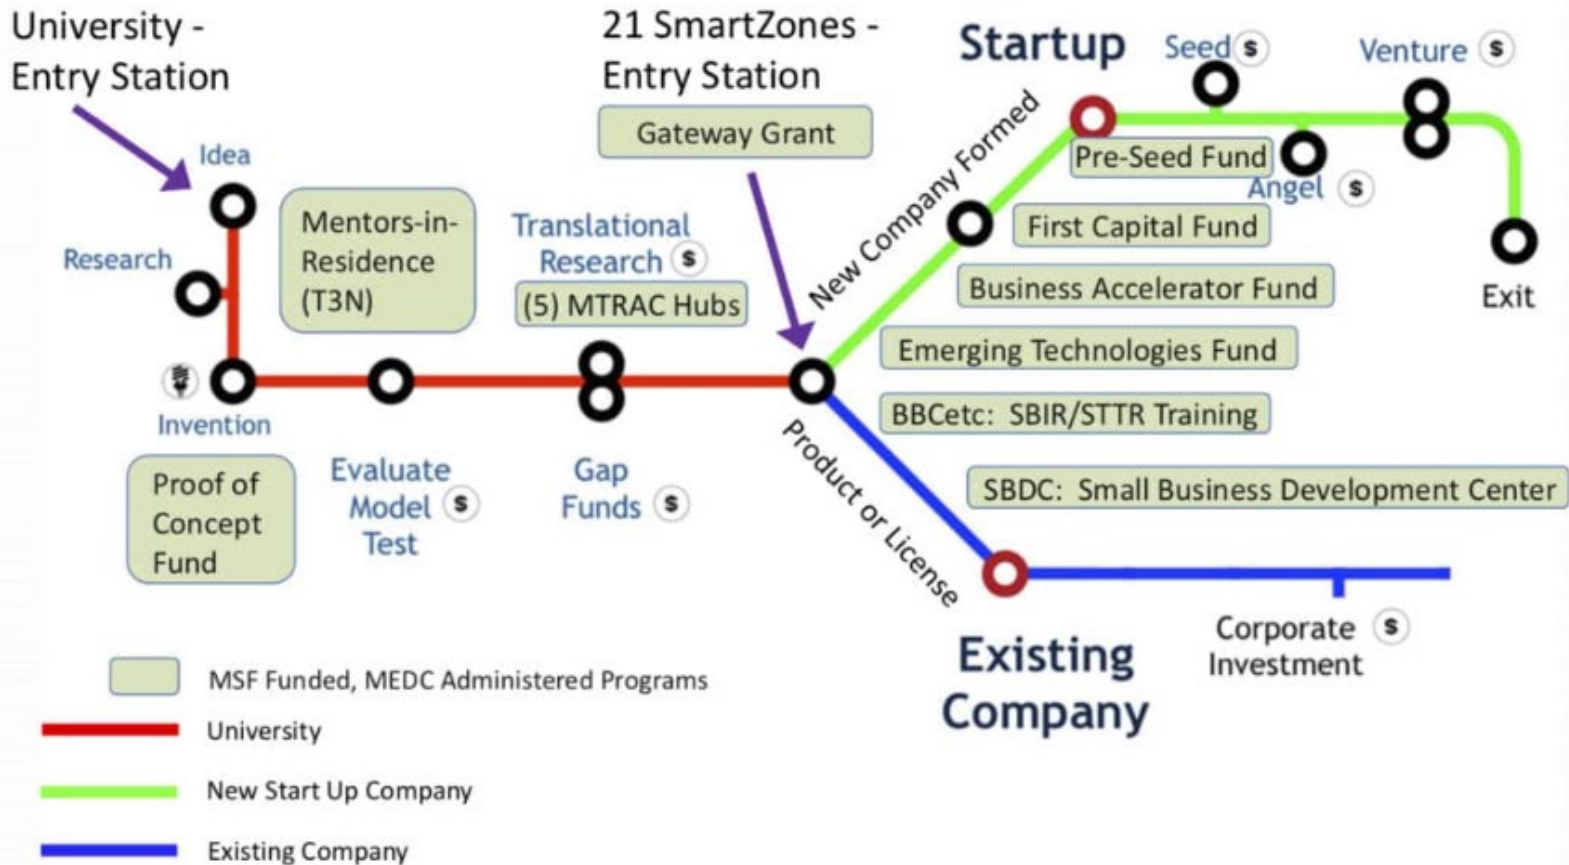 University -
Entry Station
21 SmartZones -
Entry Station
Gateway Grant
Startup
Seed $
Venture $
Idea
Research
Invention
Mentors-in-
Residence
(T3N)
Translational
Research $
(5) MTRAC Hubs
Proof of
Concept
Fund
Evaluate
Model $
Test
Gap
Funds $
New Company Formed
Product or License
Pre-Seed Fund
Angel $
First Capital Fund
Business Accelerator Fund
Exit
Emerging Technologies Fund
BBCetc: SBIR/STTR Training
SBDC: Small Business Development Center
Existing
Company
Corporate $
Investment
MSF Funded, MEDC Administered Programs
University
New Start Up Company
Existing Company